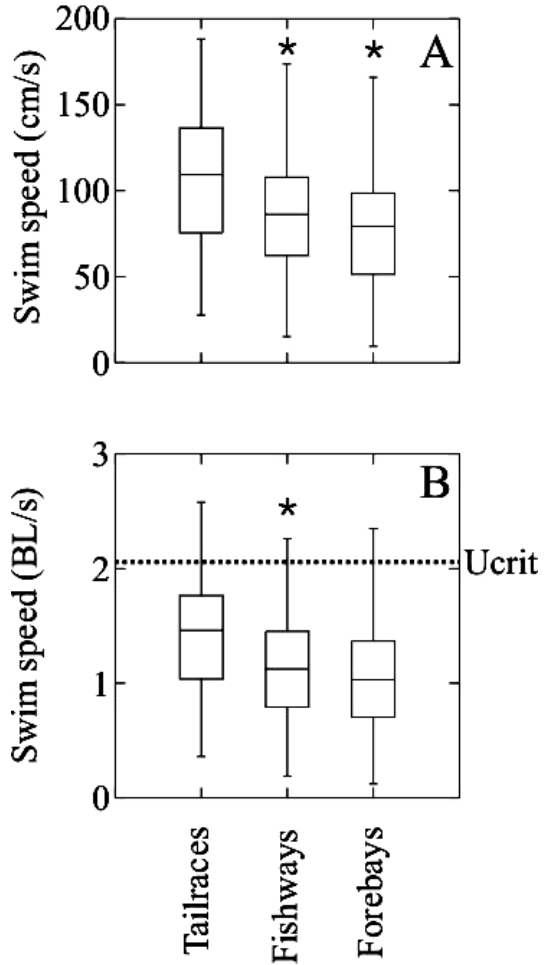 Swim speed (cm/s)
200
150
100
50
0
*
*
A
Swim speed (BL/s)
3
2
1
0
*
B
Ucrit
Tailraces
Fishways
Forebays